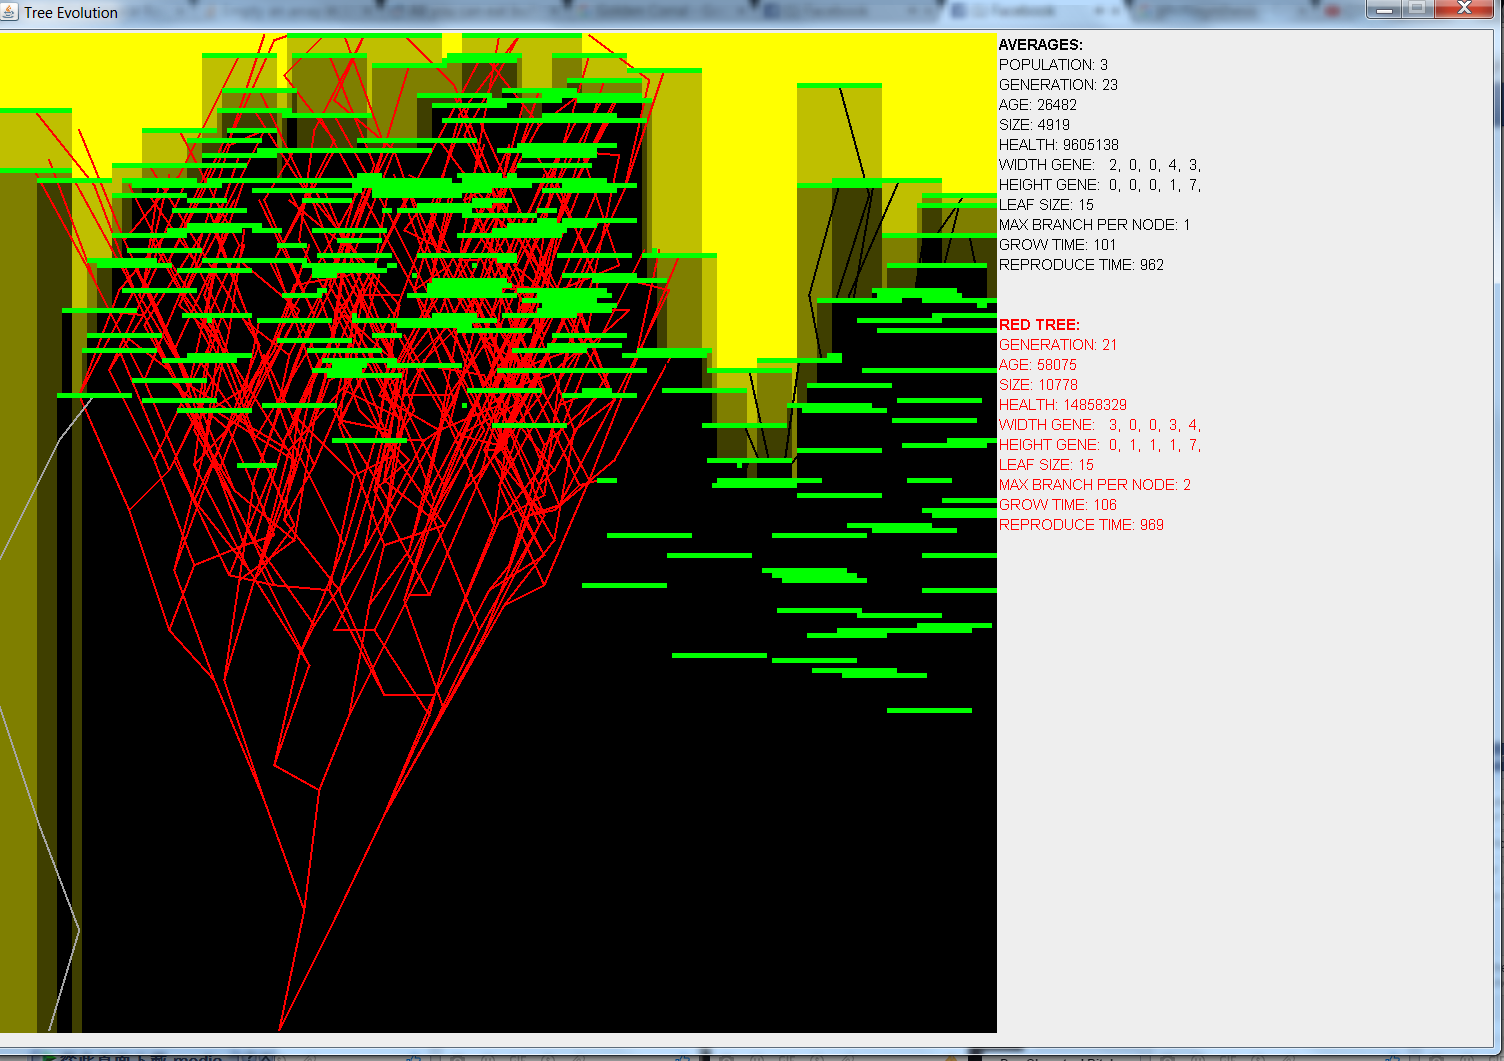 Tree Evolution
AVERAGES:
POPULATION: 3
GENERATION: 23
AGE: 26482
SIZE: 4919
HEALTH: 9605138
WIDTH GENE: 2, 0, 0, 4, 3,
HEIGHT GENE: 0, 0, 0, 1, 7,
LEAF SIZE: 15
MAX BRANCH PER NODE: 1
GROW TIME: 101
REPRODUCE TIME: 962
RED TREE:
GENERATION: 21
AGE: 58075
SIZE: 10778
HEALTH: 14858329
WIDTH GENE: 3, 0, 0, 3, 4,
HEIGHT GENE: 0, 1, 1, 1, 7,
LEAF SIZE: 15
MAX BRANCH PER NODE: 2
GROW TIME: 106
REPRODUCE TIME: 969